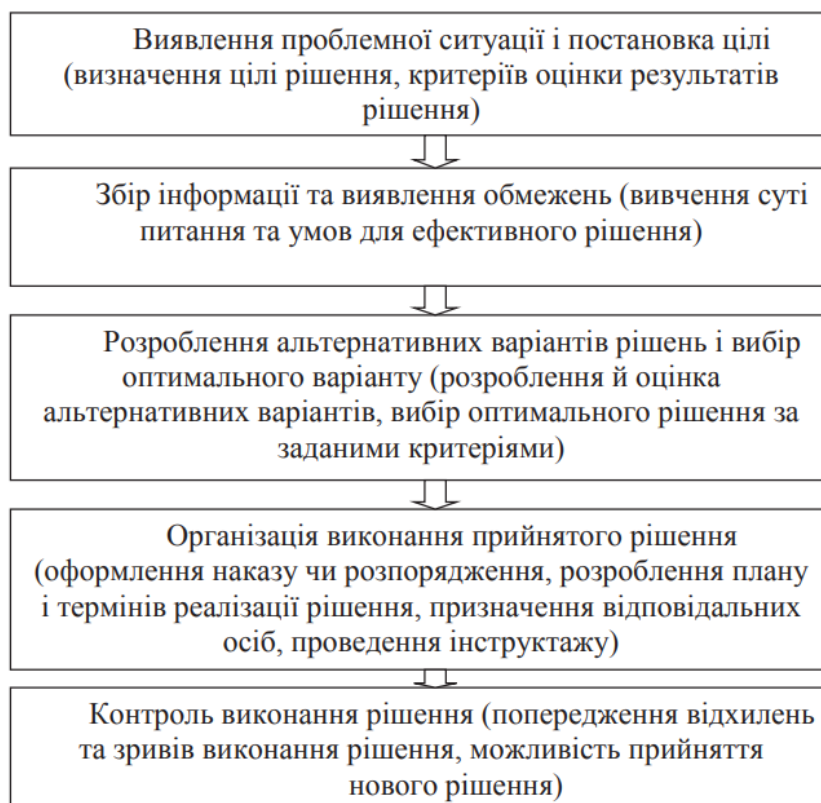 Виявлення проблемної ситуації і постановка цілі
(визначення цілі рішення, критеріїв оцінки результатів
рішення)
Збір інформації та виявлення обмежень (вивчення суті
питання та умов для ефективного рішення)
Розроблення альтернативних варіантів рішень і вибір
оптимального варіанту (розроблення й оцінка
альтернативних варіантів, вибір оптимального рішення за
заданими критеріями)
Організація виконання прийнятого рішення
(оформлення наказу чи розпорядження, розроблення плану
і термінів реалізації рішення, призначення відповідальних
осіб, проведення інструктажу)
Контроль виконання рішення (попередження відхилень
та зривів виконання рішення, можливість прийняття
нового рішення)